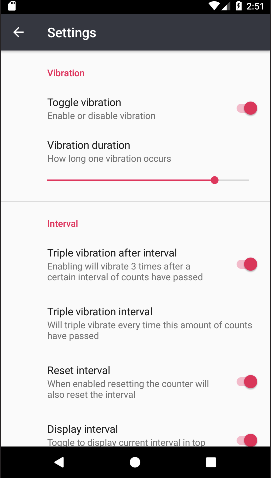 2:51
Settings
Vibration
Toggle vibration
Enable or disable vibration
Vibration duration
How long one vibration occurs
Interval
Triple vibration after interval
Enabling will vibrate 3 times after a
certain interval of counts have passed
Triple vibration interval
Will triple vibrate every time this amount of counts
have passed
Reset interval
When enabled resetting the counter will
also reset the interval
Display interval
Toggle to display current interval in top